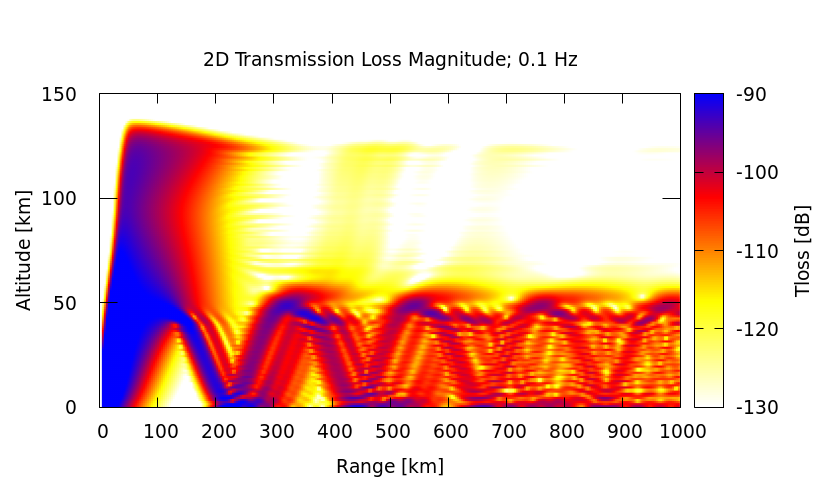 2D Transmission Loss Magnitude; 0.1 Hz
150
100
50
0
Altitude [km]
0 100 200 300 400 500 600 700 800 900 1000
Range [km]
-90
-100
-110
-120
-130
Tloss [dB]